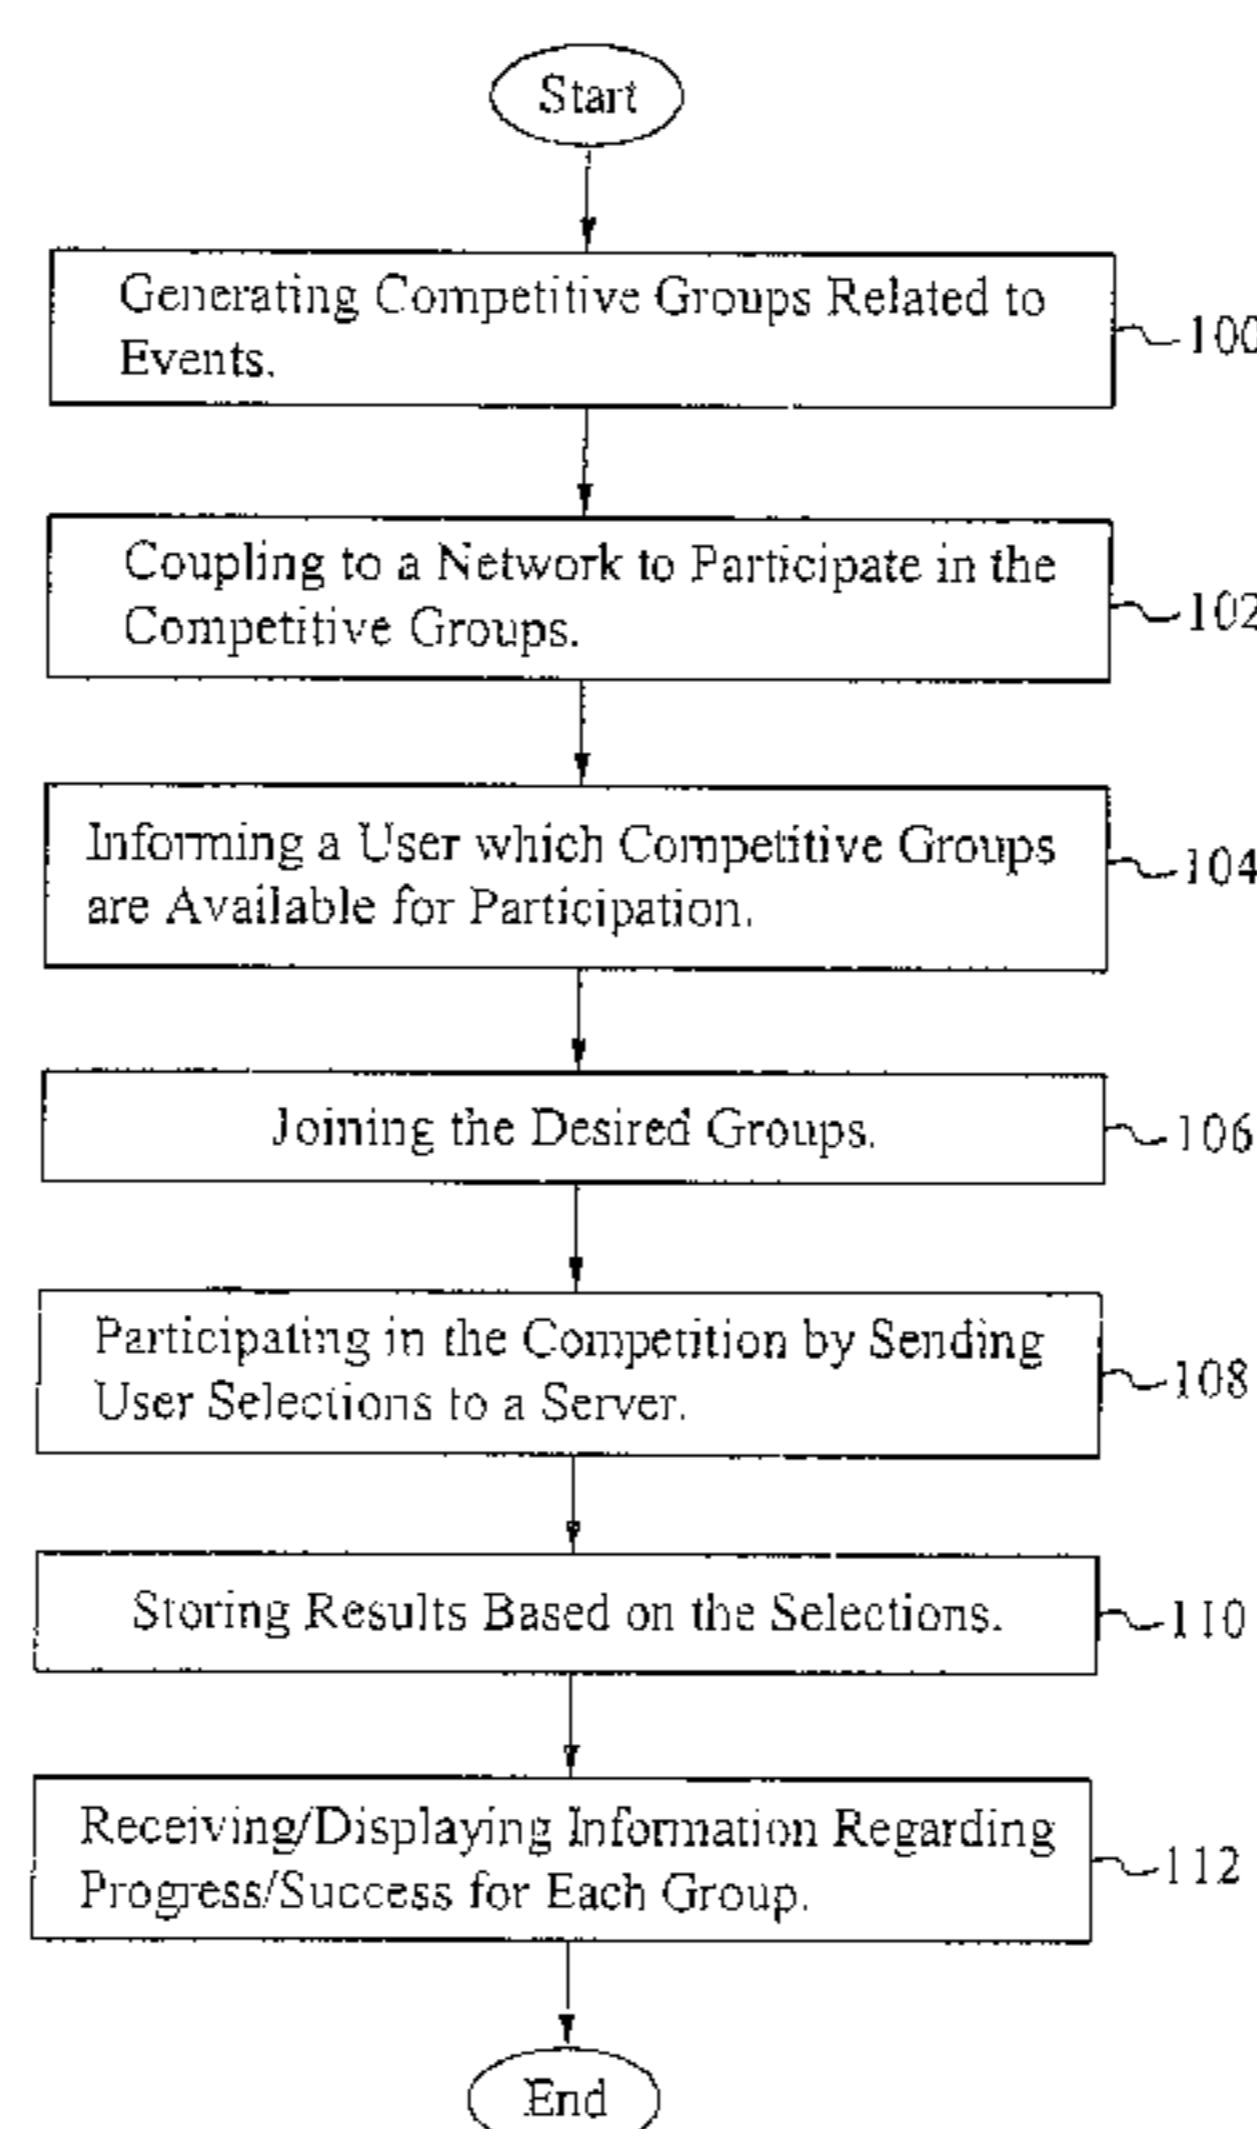 Start
Generating Competitive Groups Related to
Events.
100
Coupling to a Network to Participate in the
Competitive Groups.
102
Informing a User which Competitive Groups
are Available for Participation.
104
Joining the Desired Groups.
106
Participating in the Competition by Sending
User Selections to a Server.
108
Storing Results Based on the Selections.
110
Receiving/Displaying Information Regarding
Progress/Success for Each Group.
112
End